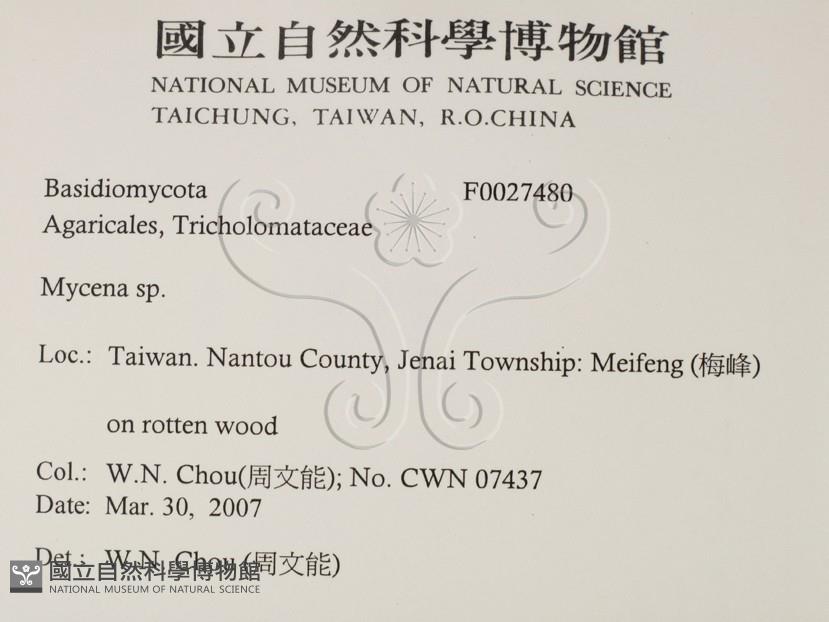 國立自然科學博物館
NATIONAL MUSEUM OF NATURAL SCIENCE
TAICHUNG, TAIWAN, R.O.CHINA
Basidiomycota F0027480
Agaricales, Tricholomataceae
Mycena sp.
Loc.: Taiwan. Nantou County, Jenai Township: Meifeng (梅峰)
on rotten wood
Col.: W.N. Chou(周文能); No. CWN 07437
Date: Mar. 30, 2007
Det.: W.N. Chou (周文能)
國立自然科學博物館
NATIONAL MUSEUM OF NATURAL SCIENCE